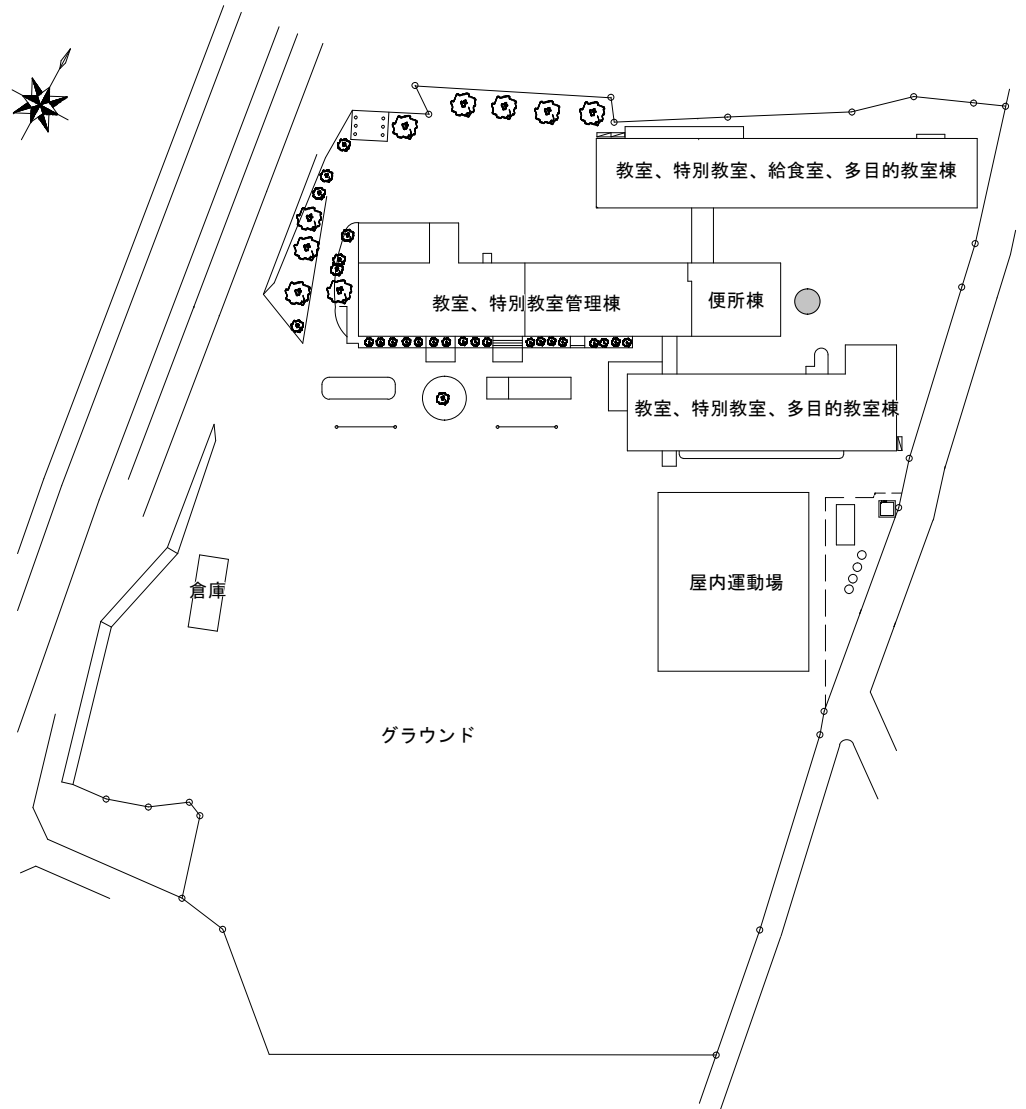 教室、特別教室、給食室、多目的教室棟
教室、特別教室管理棟
便所棟
教室、特別教室、多目的教室棟
屋内運動場
倉庫
グラウンド